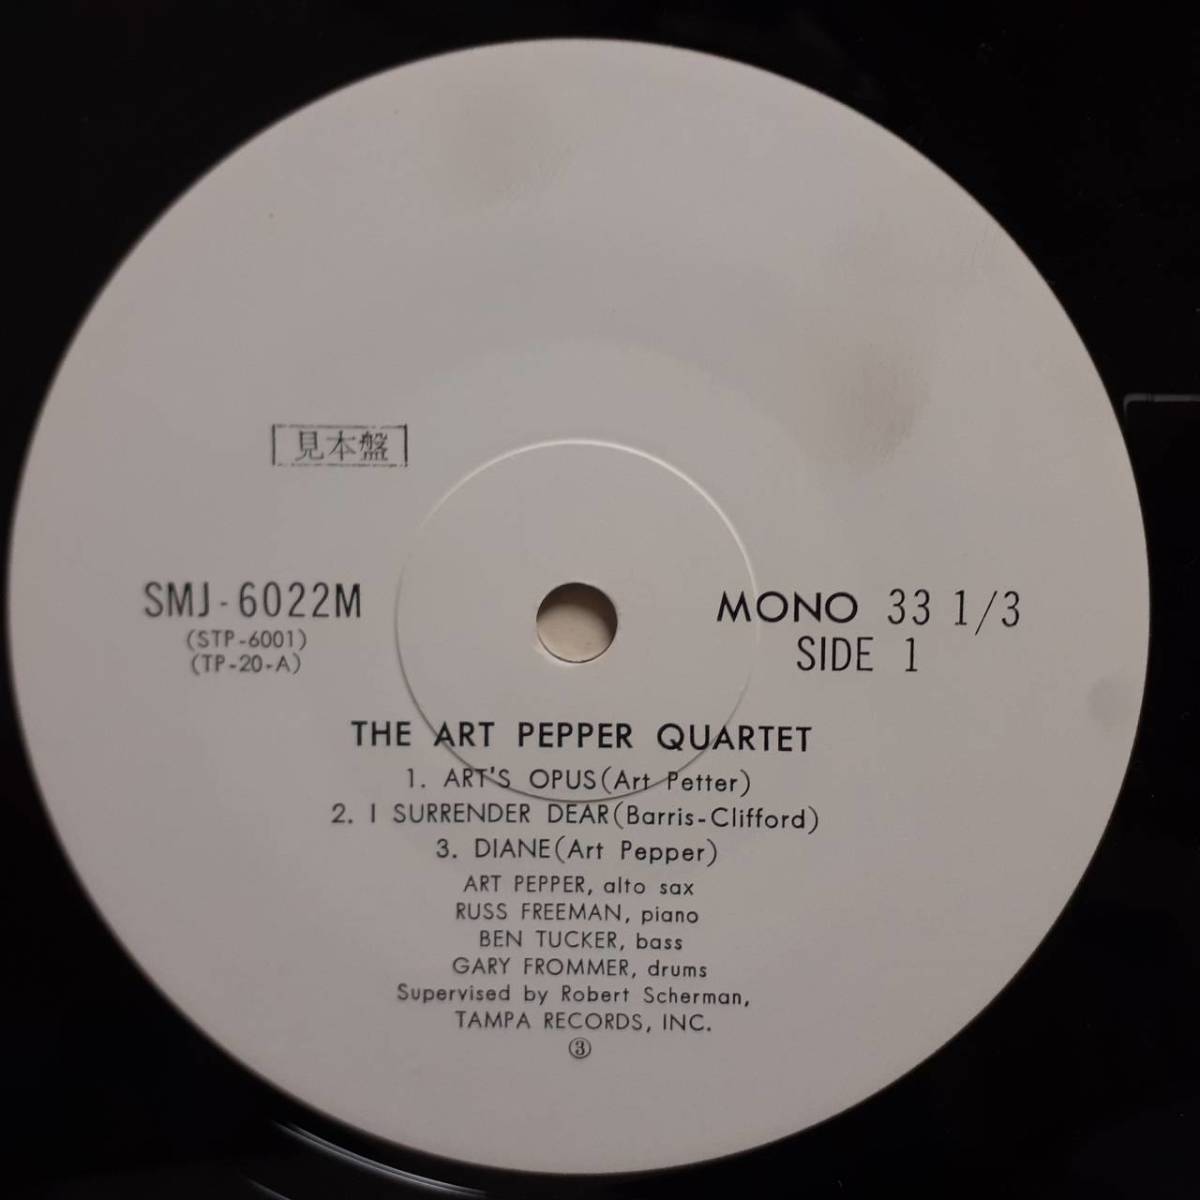 見本盤
SMJ-6022M
(STP-6001)
(TP-20-A)
MONO 33 1/3
SIDE 1
THE ART PEPPER QUARTET
1. ART'S OPUS(Art Petter)
2. I SURRENDER DEAR(Barris-Clifford)
3. DIANE(Art Pepper)
ART PEPPER, alto sax
RUSS FREEMAN, piano
BEN TUCKER, bass
GARY FROMMER, drums
Supervised by Robert Scherman,
TAMPA RECORDS, INC.
③